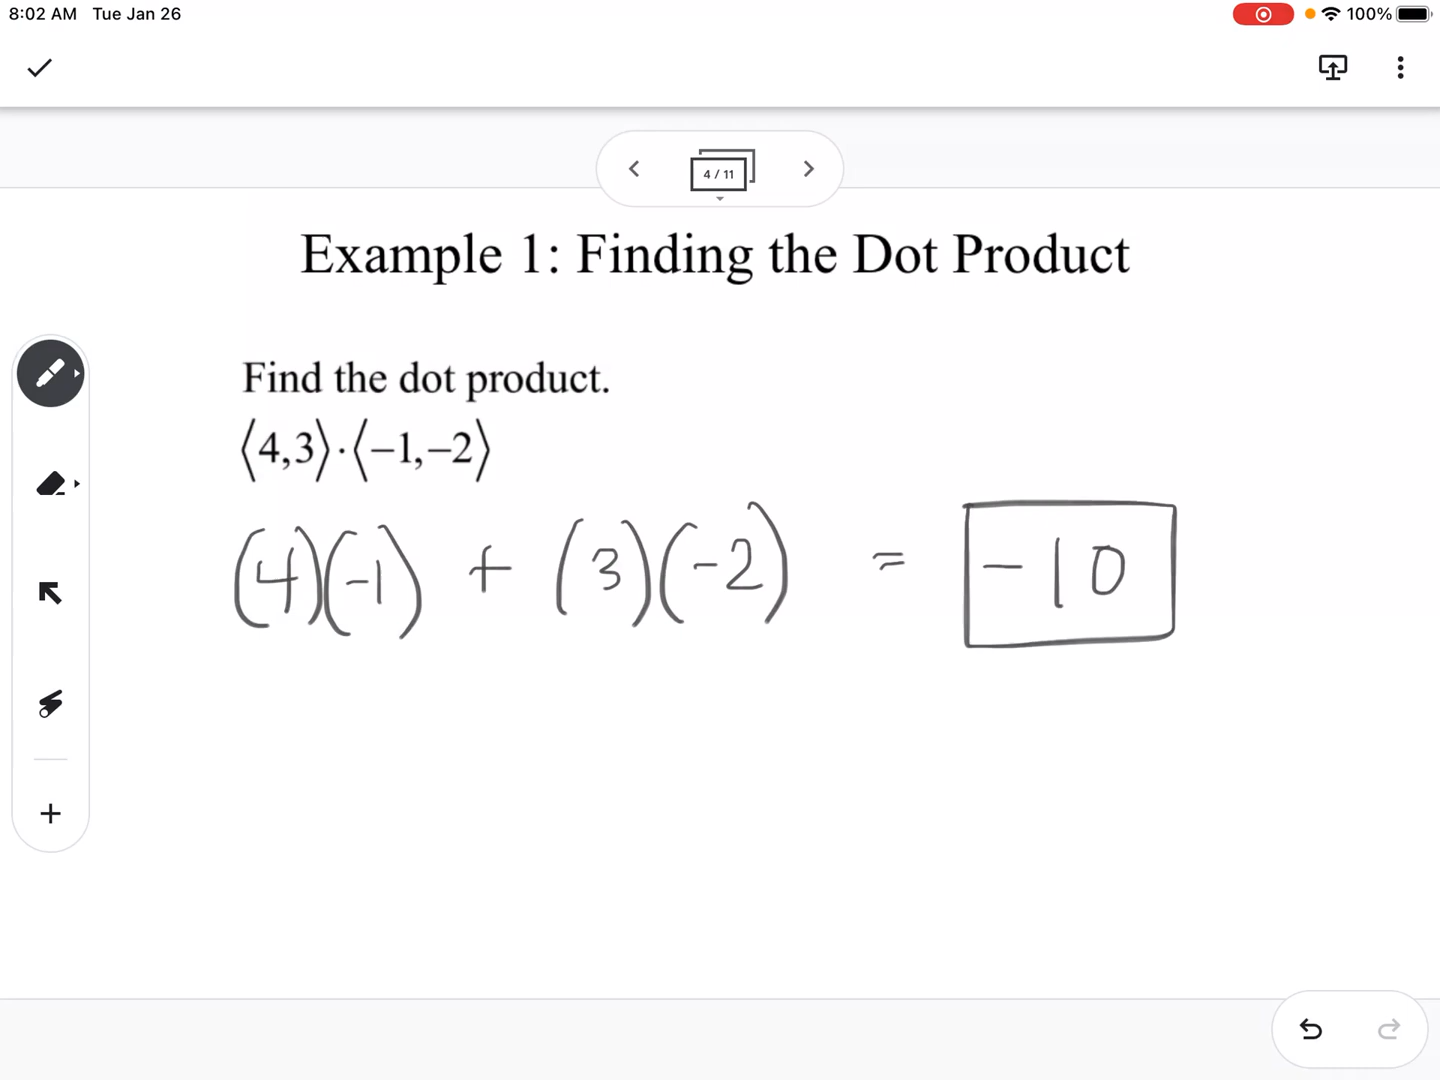 8:02 AM Tue Jan 26 100%
4 / 11
Example 1: Finding the Dot Product
Find the dot product.
⟨4,3⟩·⟨−1,−2⟩
(4)(-1) + (3)(-2) = -10